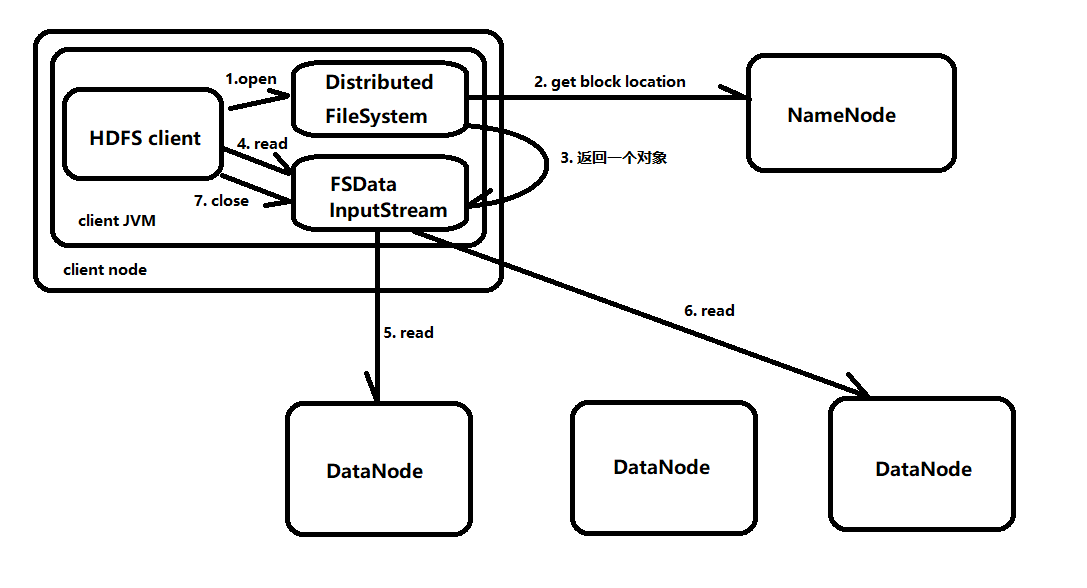 1.open
Distributed
FileSystem
2. get block location
NameNode
HDFS client
4. read
3. 返回一个对象
FSData
InputStream
7. close
client JVM
client node
5. read
6. read
DataNode
DataNode
DataNode